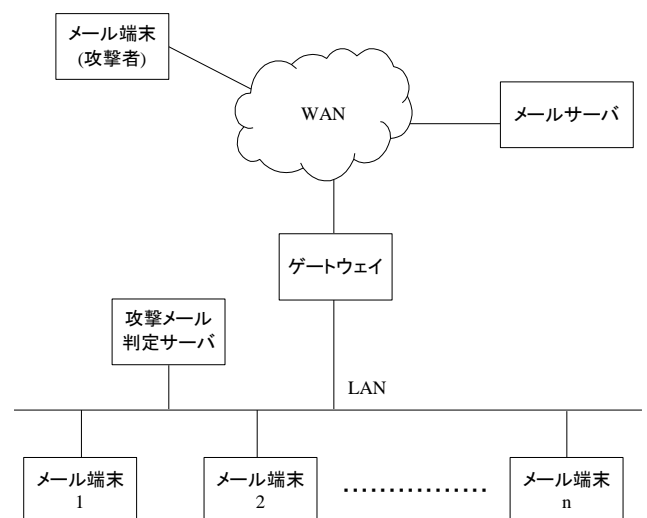 メール端末
(攻撃者)
WAN
メールサーバ
ゲートウェイ
攻撃メール
判定サーバ
LAN
メール端末
1
メール端末
2
................
メール端末
n